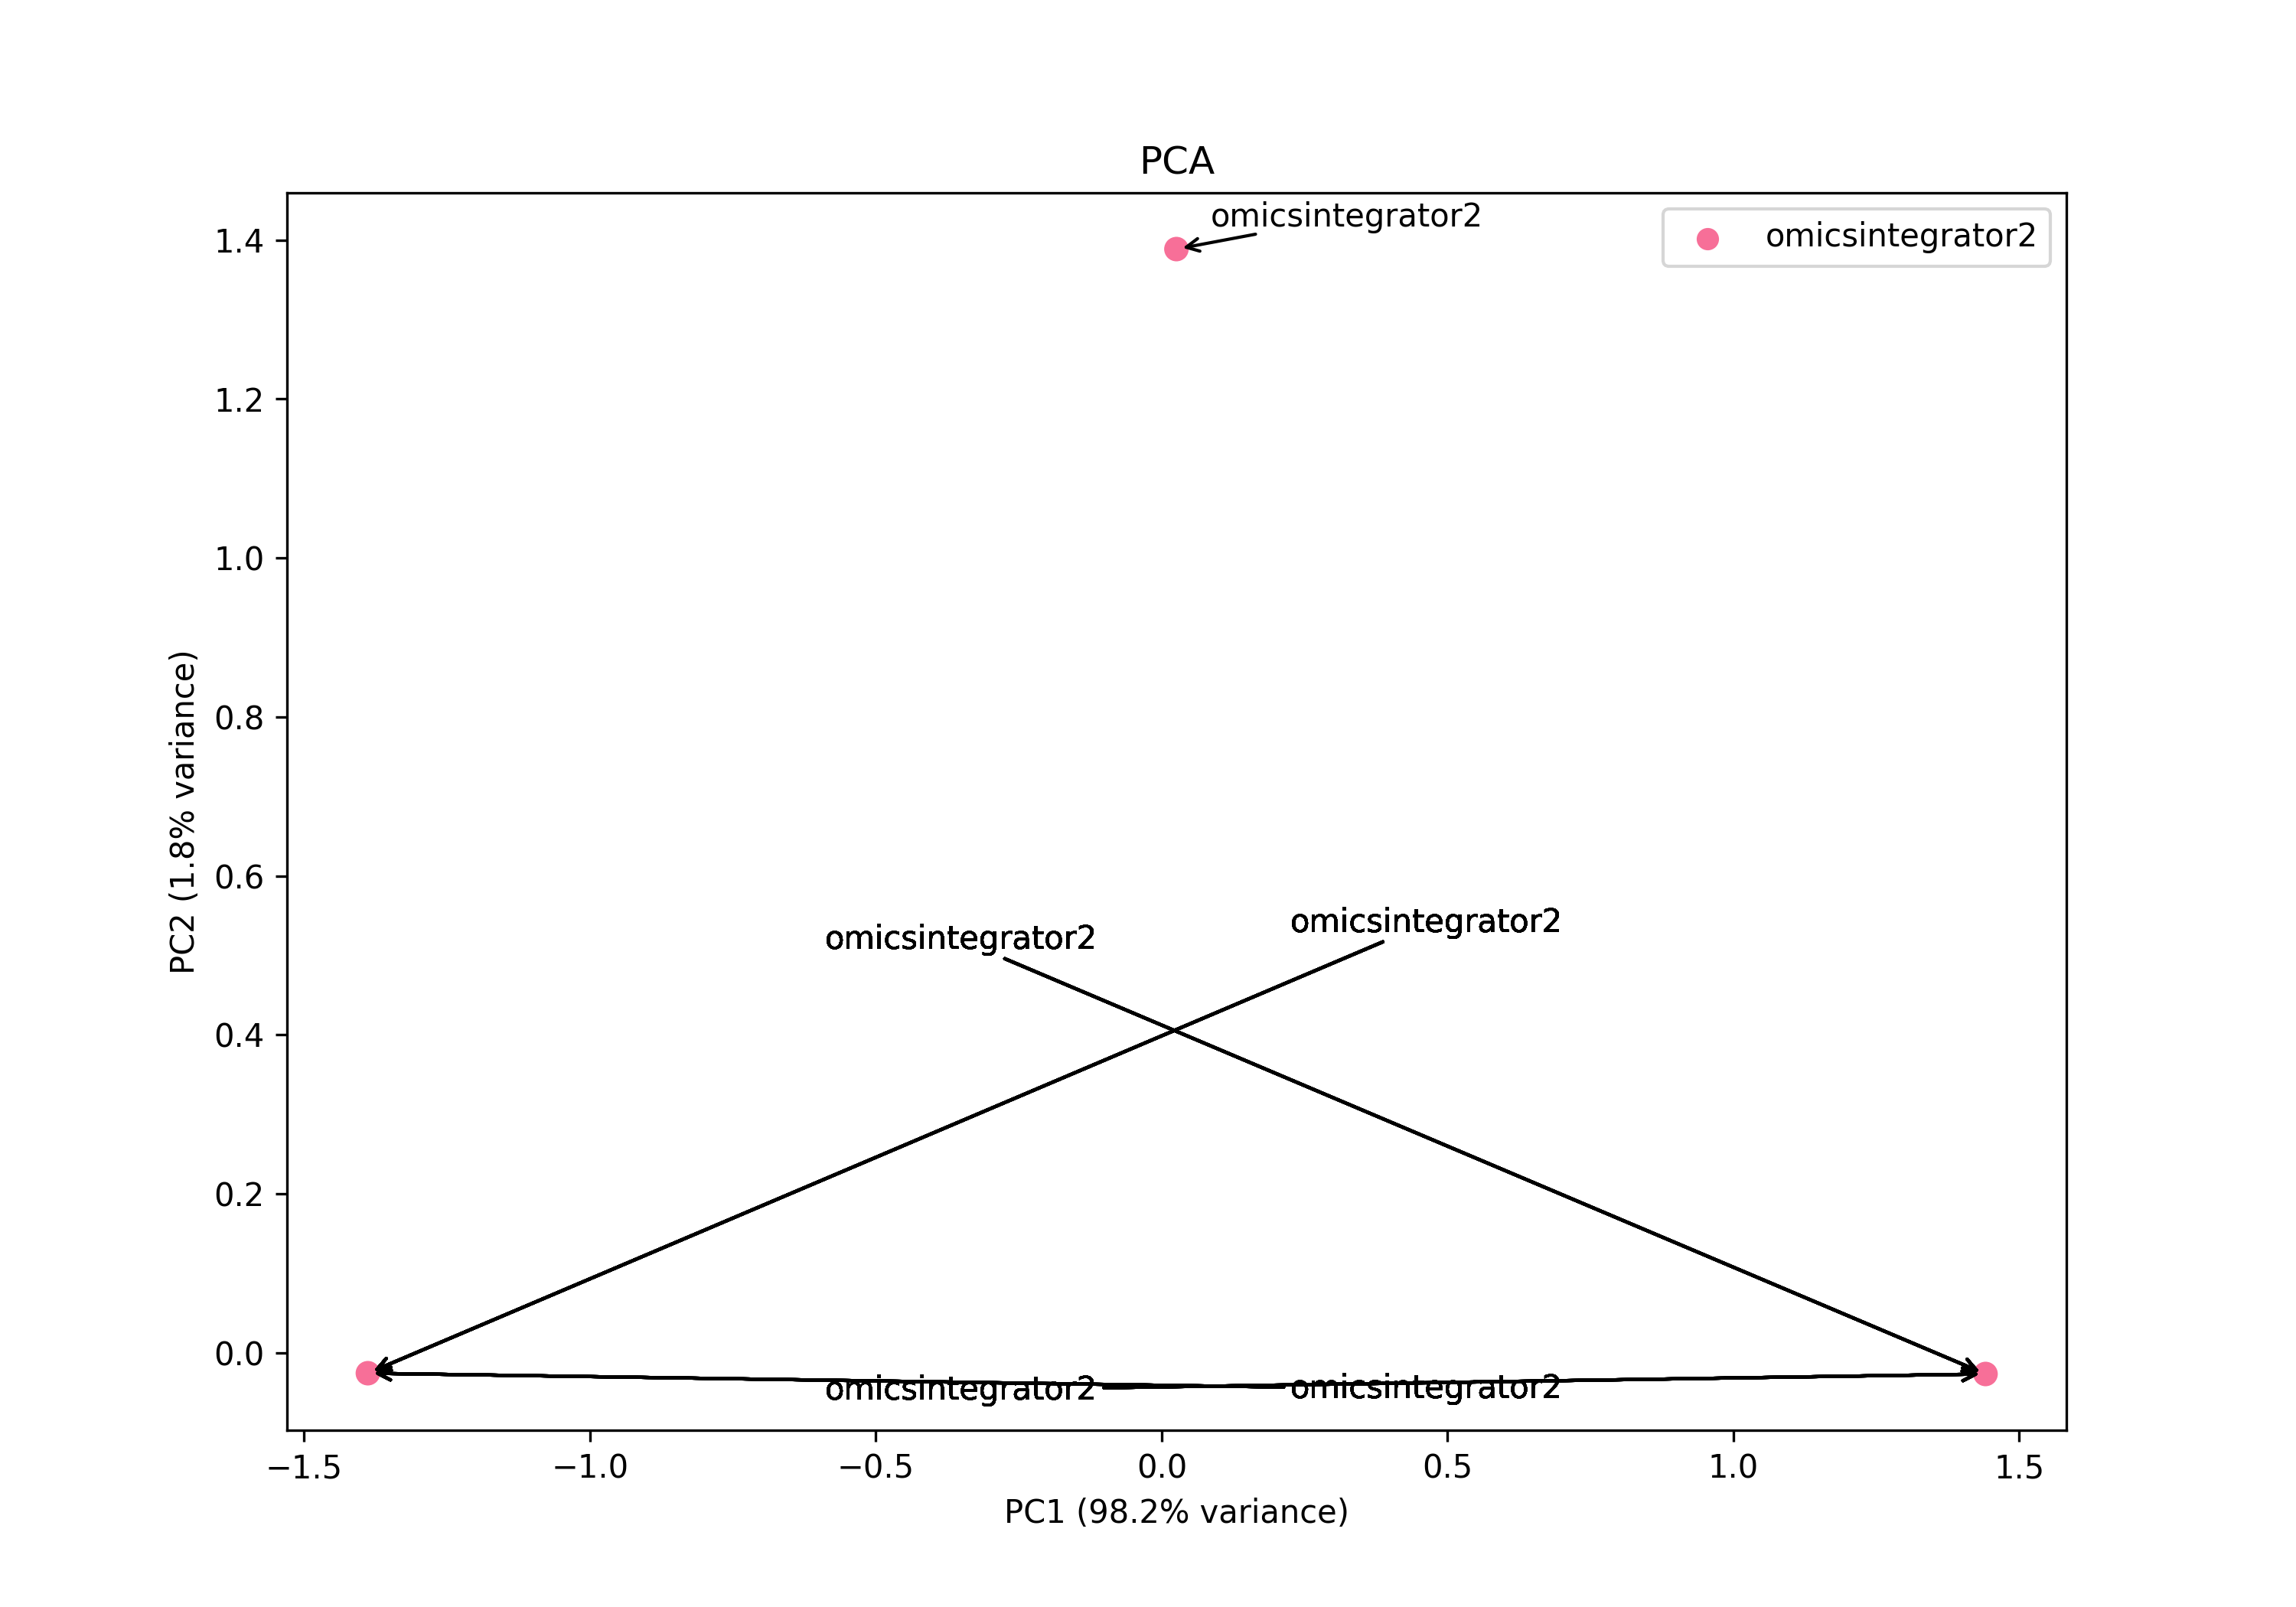 PCA
omicsintegrator2
omicsintegrator2
1.4
1.2
1.0
0.8
0.6
0.4
0.2
0.0
PC2 (1.8% variance)
omicsintegrator2
omicsintegrator2
omicsintegrator2
omicsintegrator2
−1.5
−1.0
−0.5
0.0
0.5
1.0
1.5
PC1 (98.2% variance)